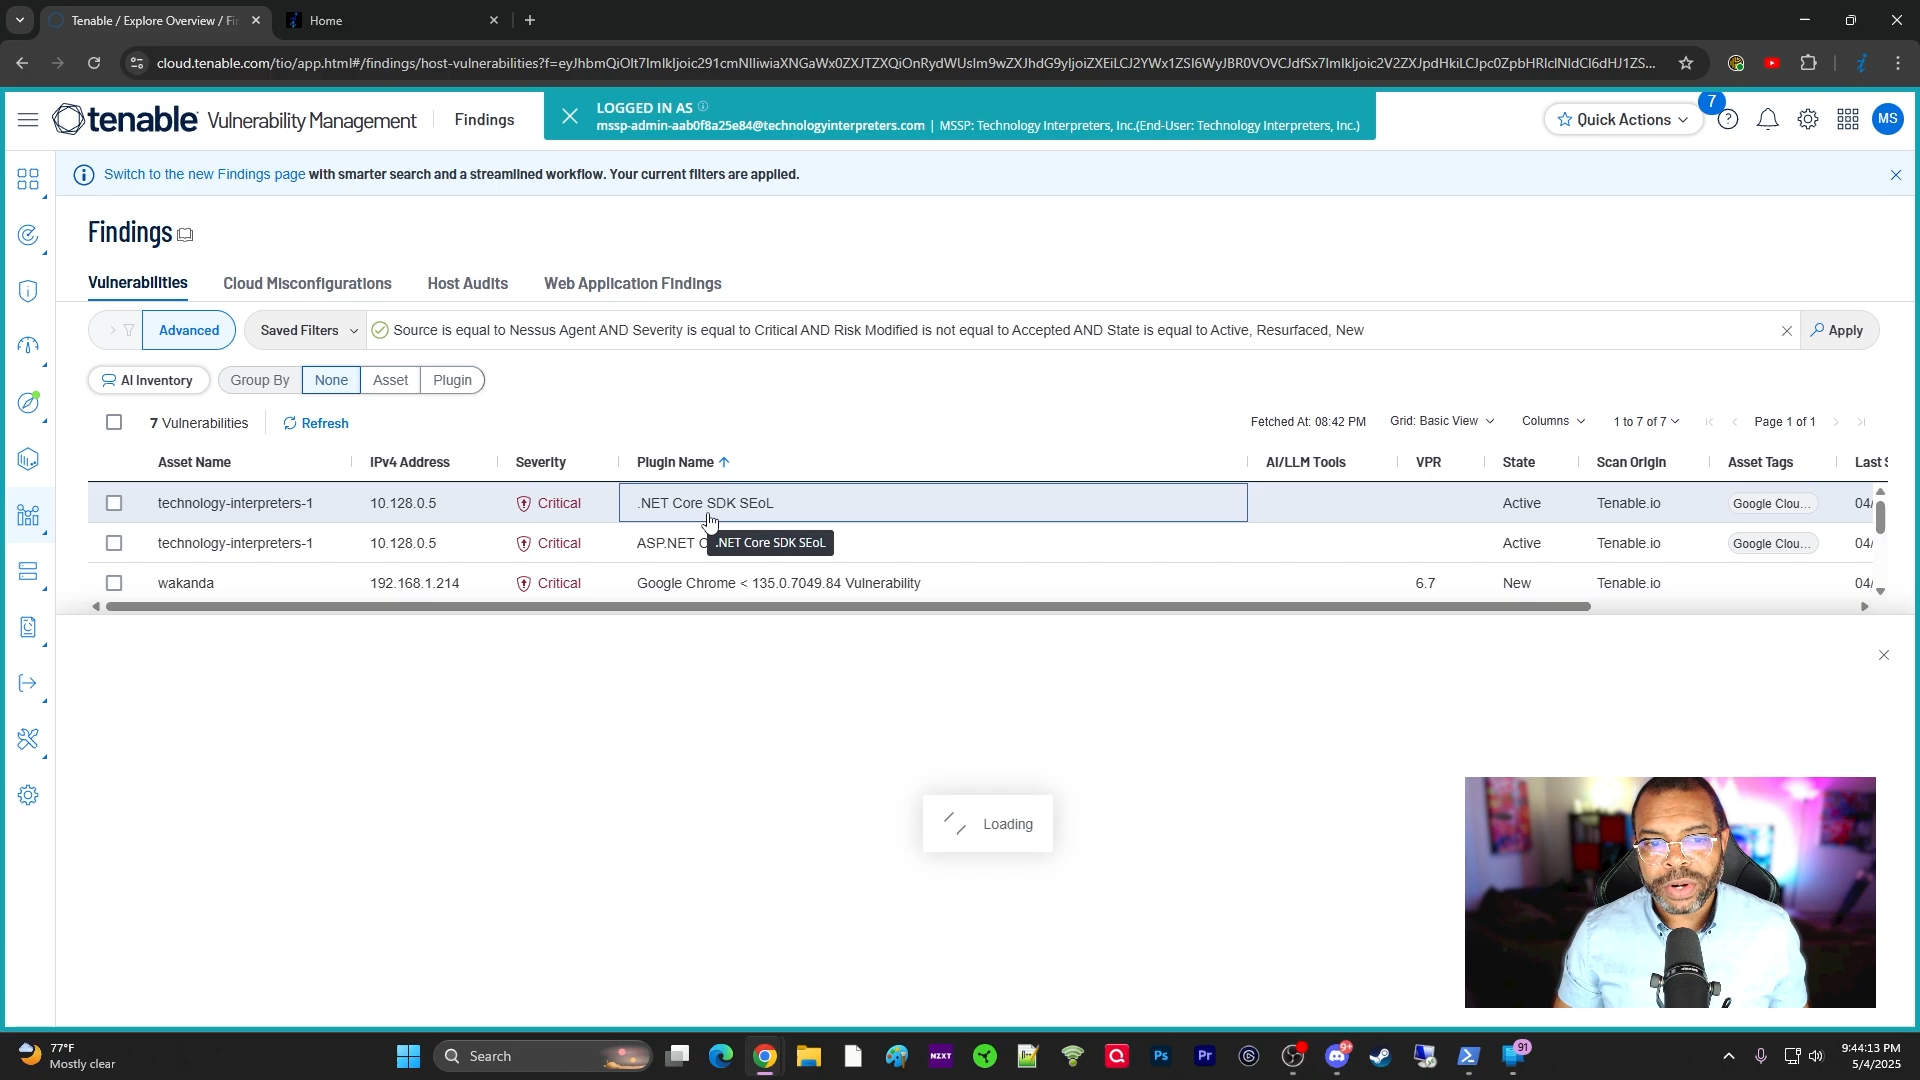 Tenable / Explore Overview / Fi
Home
cloud.tenable.com/tio/app.html#/findings/host-vulnerabilities?f=
tenable Vulnerability Management
Findings
LOGGED IN AS
mssp-admin-aab0f8a25e84@technologyinterpreters.com | MSSP: Technology Interpreters, Inc.(End-User: Technology Interpreters, Inc.)
Quick Actions
7
MS
Switch to the new Findings page with smarter search and a streamlined workflow. Your current filters are applied.
Findings
Vulnerabilities
Cloud Misconfigurations
Host Audits
Web Application Findings
Advanced
Saved Filters
Source is equal to Nessus Agent AND Severity is equal to Critical AND Risk Modified is not equal to Accepted AND State is equal to Active, Resurfaced, New
Apply
AI Inventory
Group By
None
Asset
Plugin
7 Vulnerabilities
Refresh
Fetched At: 08:42 PM
Grid: Basic View
Columns
1 to 7 of 7
Page 1 of 1
Asset Name
IPv4 Address
Severity
Plugin Name
AI/LLM Tools
VPR
State
Scan Origin
Asset Tags
Last S
technology-interpreters-1 10.128.0.5 Critical .NET Core SDK SEoL Active Tenable.io Google Clou... 04/
technology-interpreters-1 10.128.0.5 Critical ASP.NET C Active Tenable.io Google Clou... 04/
.NET Core SDK SEoL
wakanda 192.168.1.214 Critical Google Chrome < 135.0.7049.84 Vulnerability 6.7 New Tenable.io 04/
Loading
77°F
Mostly clear
Search
NZXT
Ps
Pr
9+
91
9:44:13 PM
5/4/2025